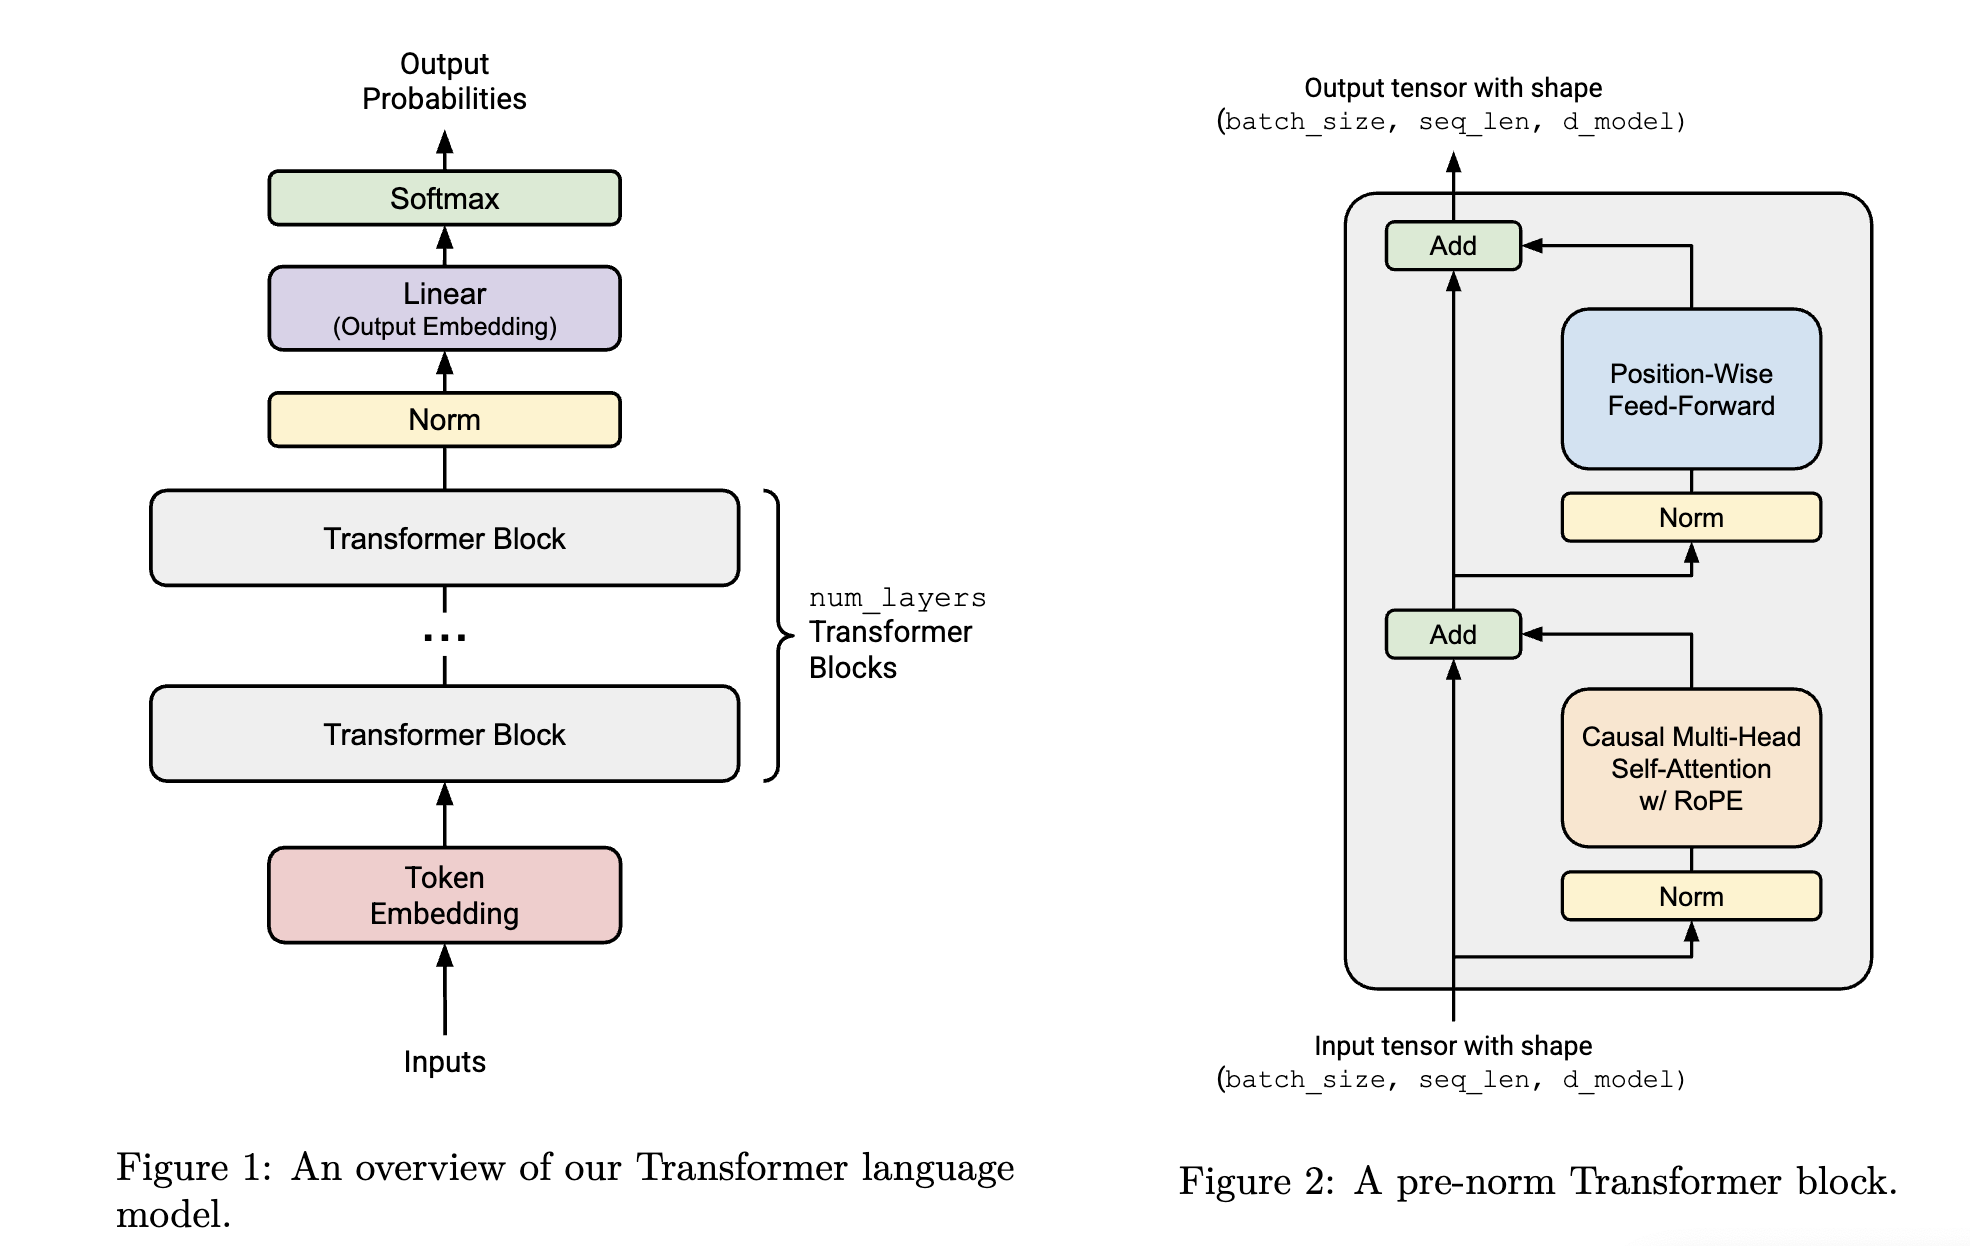 Output
Probabilities
Softmax
Linear
(Output Embedding)
Norm
Transformer Block
...
Transformer Block
num_layers
Transformer
Blocks
Token
Embedding
Inputs
Figure 1: An overview of our Transformer language
model.
Output tensor with shape
(batch_size, seq_len, d_model)
Add
Position-Wise
Feed-Forward
Norm
Add
Causal Multi-Head
Self-Attention
w/ RoPE
Norm
Input tensor with shape
(batch_size, seq_len, d_model)
Figure 2: A pre-norm Transformer block.